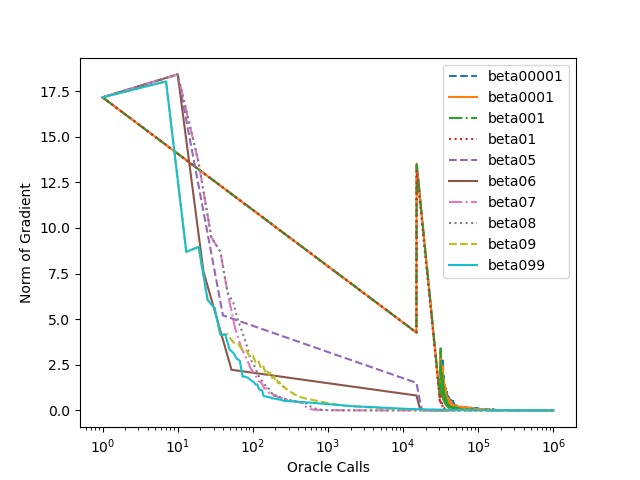 17.5
15.0
12.5
10.0
7.5
5.0
2.5
0.0
Norm of Gradient
10^0
10^1
10^2
10^3
10^4
10^5
10^6
Oracle Calls
beta00001
beta0001
beta001
beta01
beta05
beta06
beta07
beta08
beta09
beta099